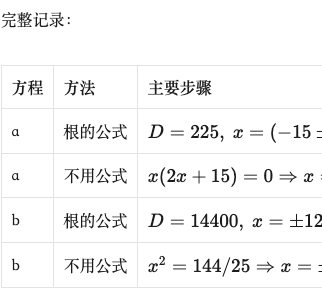 完整记录：
方程 方法 主要步骤
a 根的公式 D = 225, x = (−15
a 不用公式 x(2x + 15) = 0 ⇒ x
b 根的公式 D = 14400, x = ±12
b 不用公式 x² = 144/25 ⇒ x =